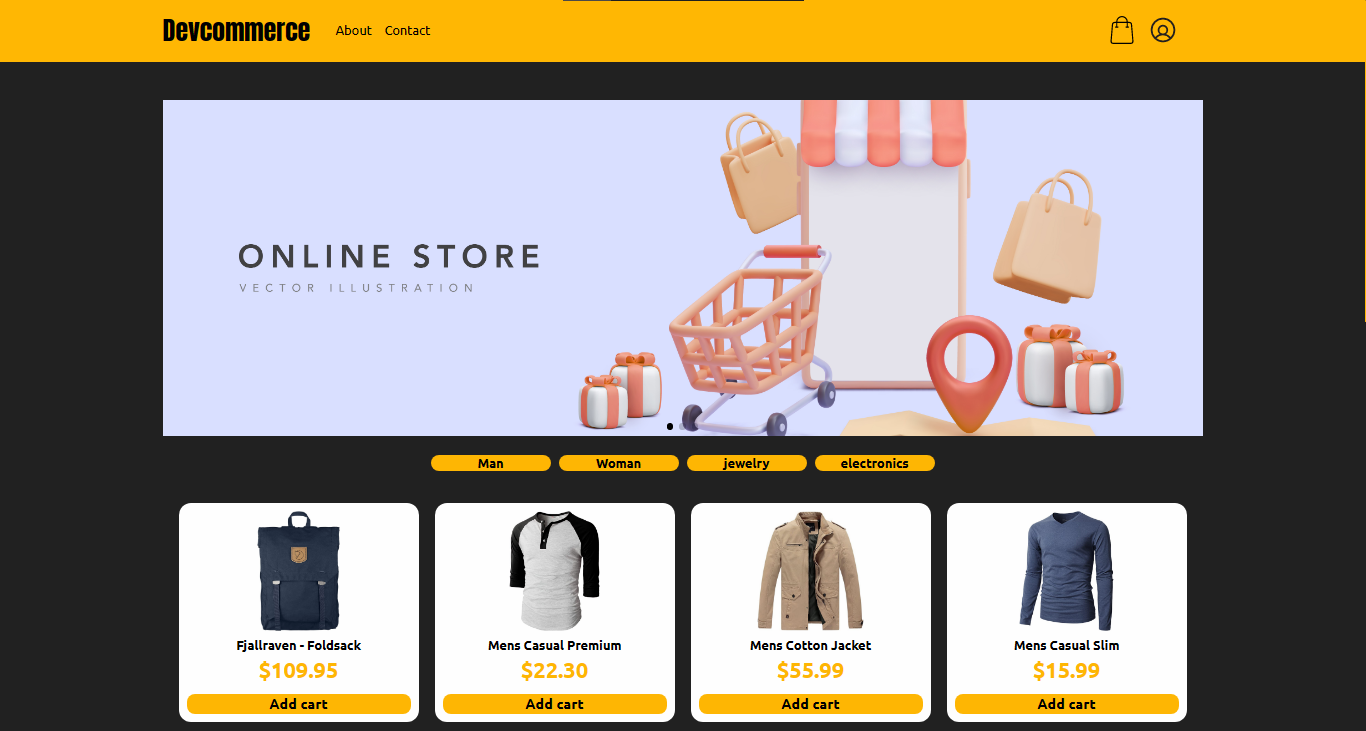 Devcommerce About Contact
ONLINE STORE
VECTOR ILLUSTRATION
Man Woman jewelry electronics
Fjallraven - Foldsack Mens Casual Premium Mens Cotton Jacket Mens Casual Slim
$109.95 $22.30 $55.99 $15.99
Add cart Add cart Add cart Add cart